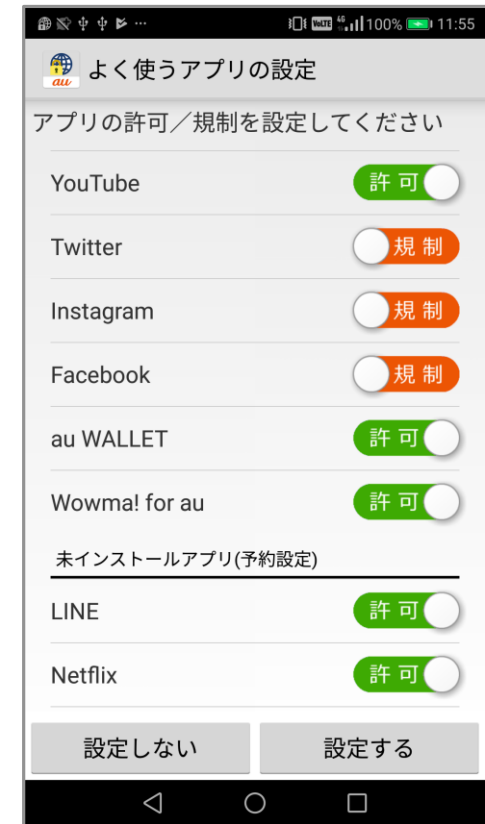 … VoLTE 4G 100% 11:55
au よく使うアプリの設定
アプリの許可／規制を設定してください
YouTube 許可
Twitter 規制
Instagram 規制
Facebook 規制
au WALLET 許可
Wowma! for au 許可
未インストールアプリ(予約設定)
LINE 許可
Netflix 許可
設定しない 設定する